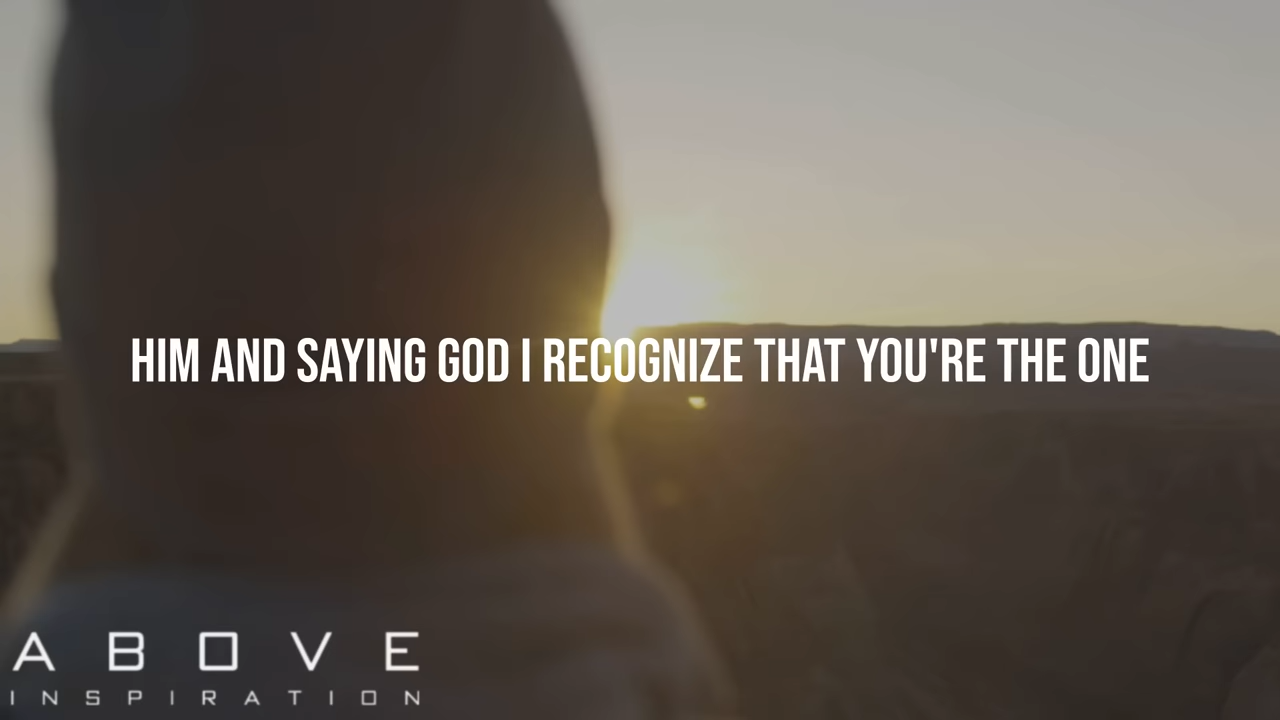 HIM AND SAYING GOD I RECOGNIZE THAT YOU'RE THE ONE
ABOVE
INSPIRATION